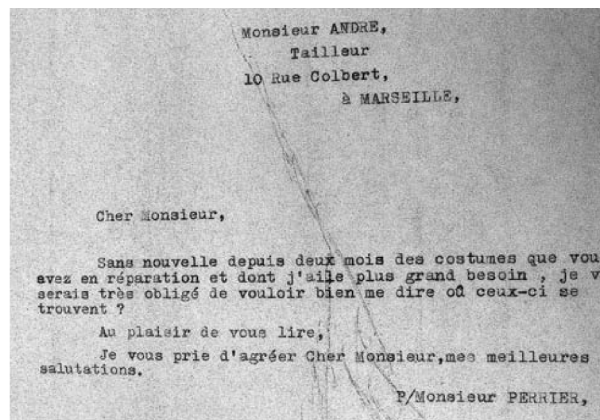 Monsieur ANDRE,
Tailleur
10 Rue Colbert,
à MARSEILLE,
Cher Monsieur,
Sans nouvelle depuis deux mois des costumes que vou
avez en réparation et dont j'aile plus grand besoin , je v
serais très obligé de vouloir bien me dire où ceux-ci se
trouvent ?
Au plaisir de vous lire,
Je vous prie d'agréer Cher Monsieur,mes meilleures
salutations.
P/Monsieur PERRIER,